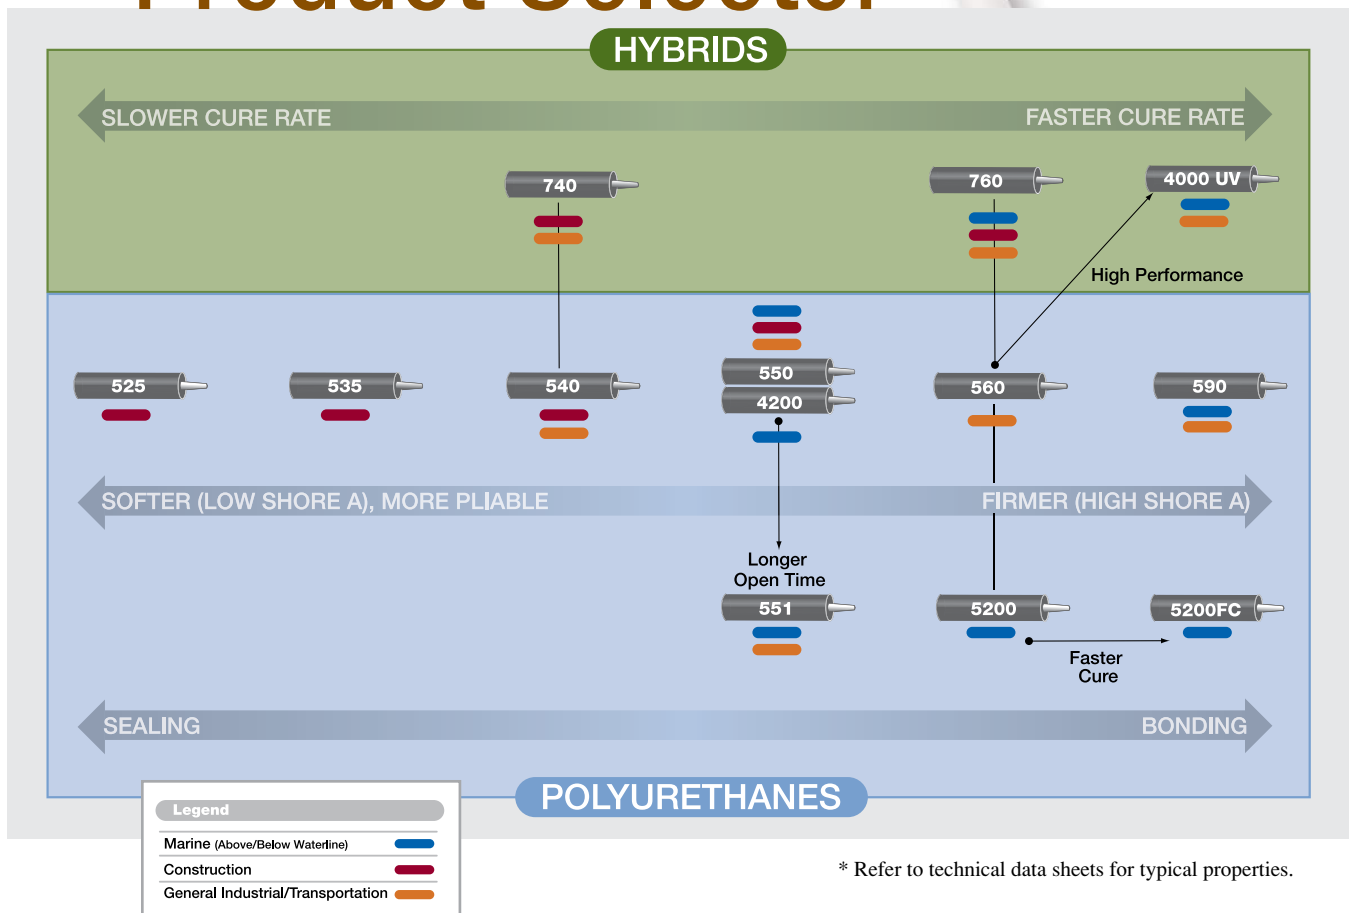 Product Selector
HYBRIDS
SLOWER CURE RATE
FASTER CURE RATE
740
760
4000 UV
High Performance
525
535
540
550
4200
560
590
SOFTER (LOW SHORE A), MORE PLIABLE
FIRMER (HIGH SHORE A)
Longer
Open Time
551
5200
5200FC
Faster
Cure
SEALING
BONDING
POLYURETHANES
Legend
Marine (Above/Below Waterline)
Construction
General Industrial/Transportation
* Refer to technical data sheets for typical properties.